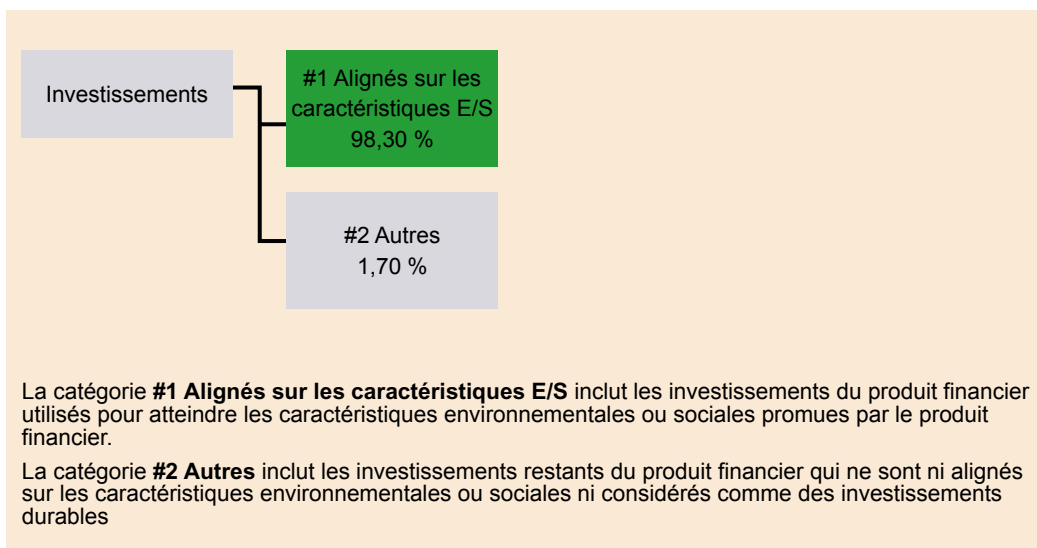 Investissements
#1 Alignés sur les
caractéristiques E/S
98,30 %
#2 Autres
1,70 %
La catégorie #1 Alignés sur les caractéristiques E/S inclut les investissements du produit financier
utilisés pour atteindre les caractéristiques environnementales ou sociales promues par le produit
financier.
La catégorie #2 Autres inclut les investissements restants du produit financier qui ne sont ni alignés
sur les caractéristiques environnementales ou sociales ni considérés comme des investissements
durables